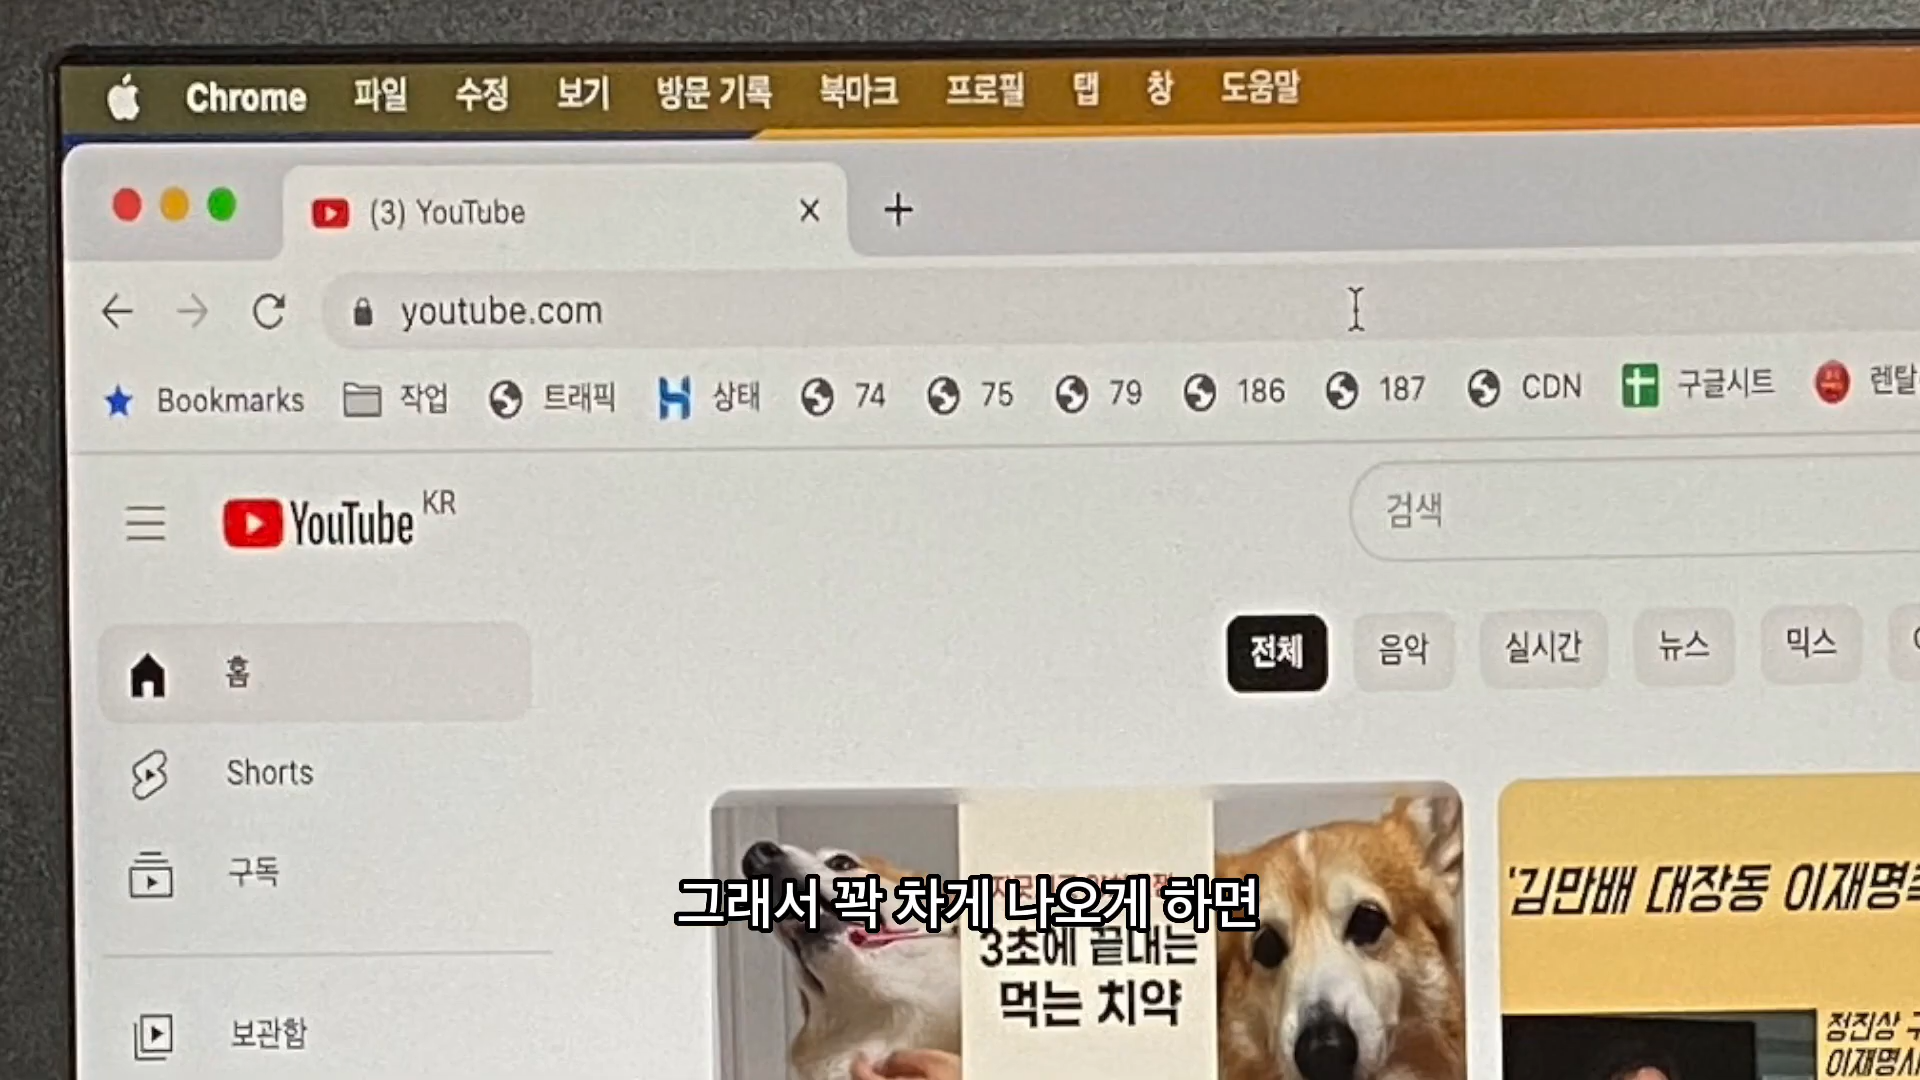 Chrome 파일 수정 보기 방문 기록 북마크 프로필 탭 창 도움말
(3) YouTube
youtube.com
Bookmarks 작업 트래픽 상태 74 75 79 186 187 CDN 구글시트 렌탈
YouTube KR
검색
전체 음악 실시간 뉴스 믹스
홈
Shorts
구독
보관함
그래서 꽉 차게 나오게 하면
3초에 끝내는
먹는 치약
'김만배 대장동 이재명
정진상